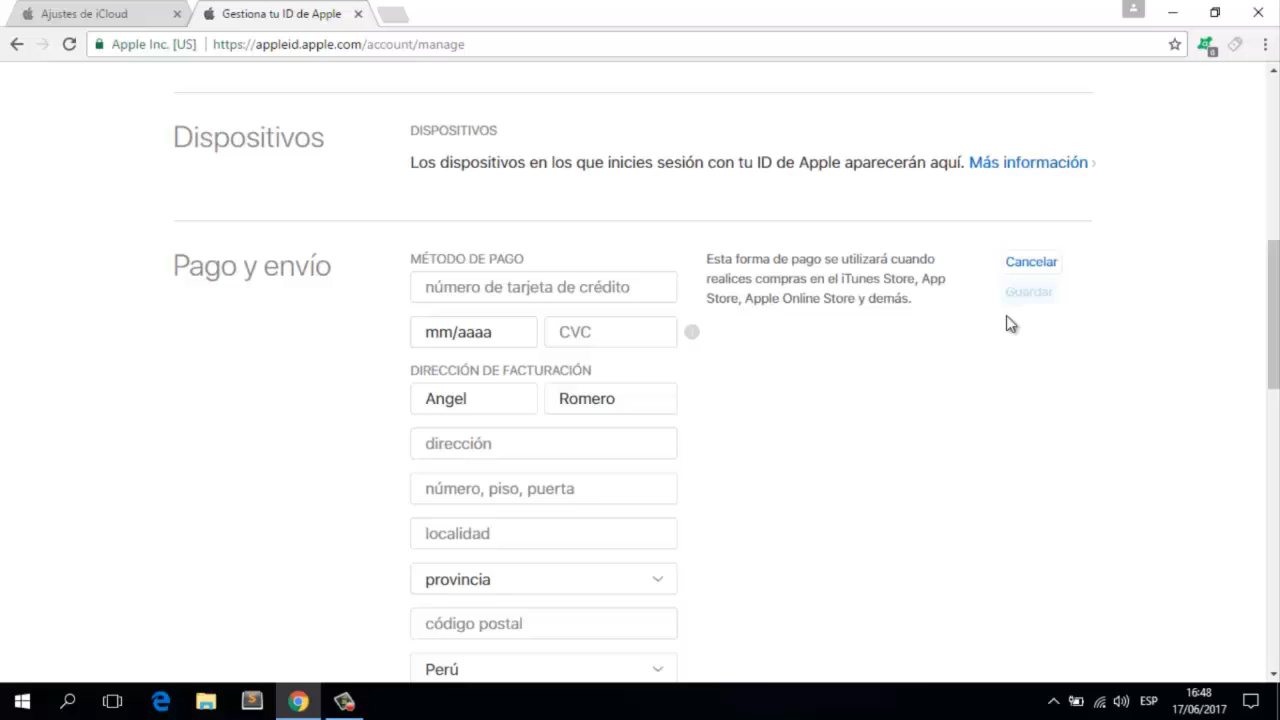 Ajustes de iCloud
Gestiona tu ID de Apple
Apple Inc. [US]
https://appleid.apple.com/account/manage
0
Dispositivos
DISPOSITIVOS
Los dispositivos en los que inicies sesión con tu ID de Apple aparecerán aquí. Más información
Pago y envío
MÉTODO DE PAGO
número de tarjeta de crédito
mm/aaaa
CVC
Esta forma de pago se utilizará cuando
realices compras en el iTunes Store, App
Store, Apple Online Store y demás.
Cancelar
Guardar
DIRECCIÓN DE FACTURACIÓN
Angel
Romero
dirección
número, piso, puerta
localidad
provincia
código postal
Perú
ESP
16:48
17/06/2017